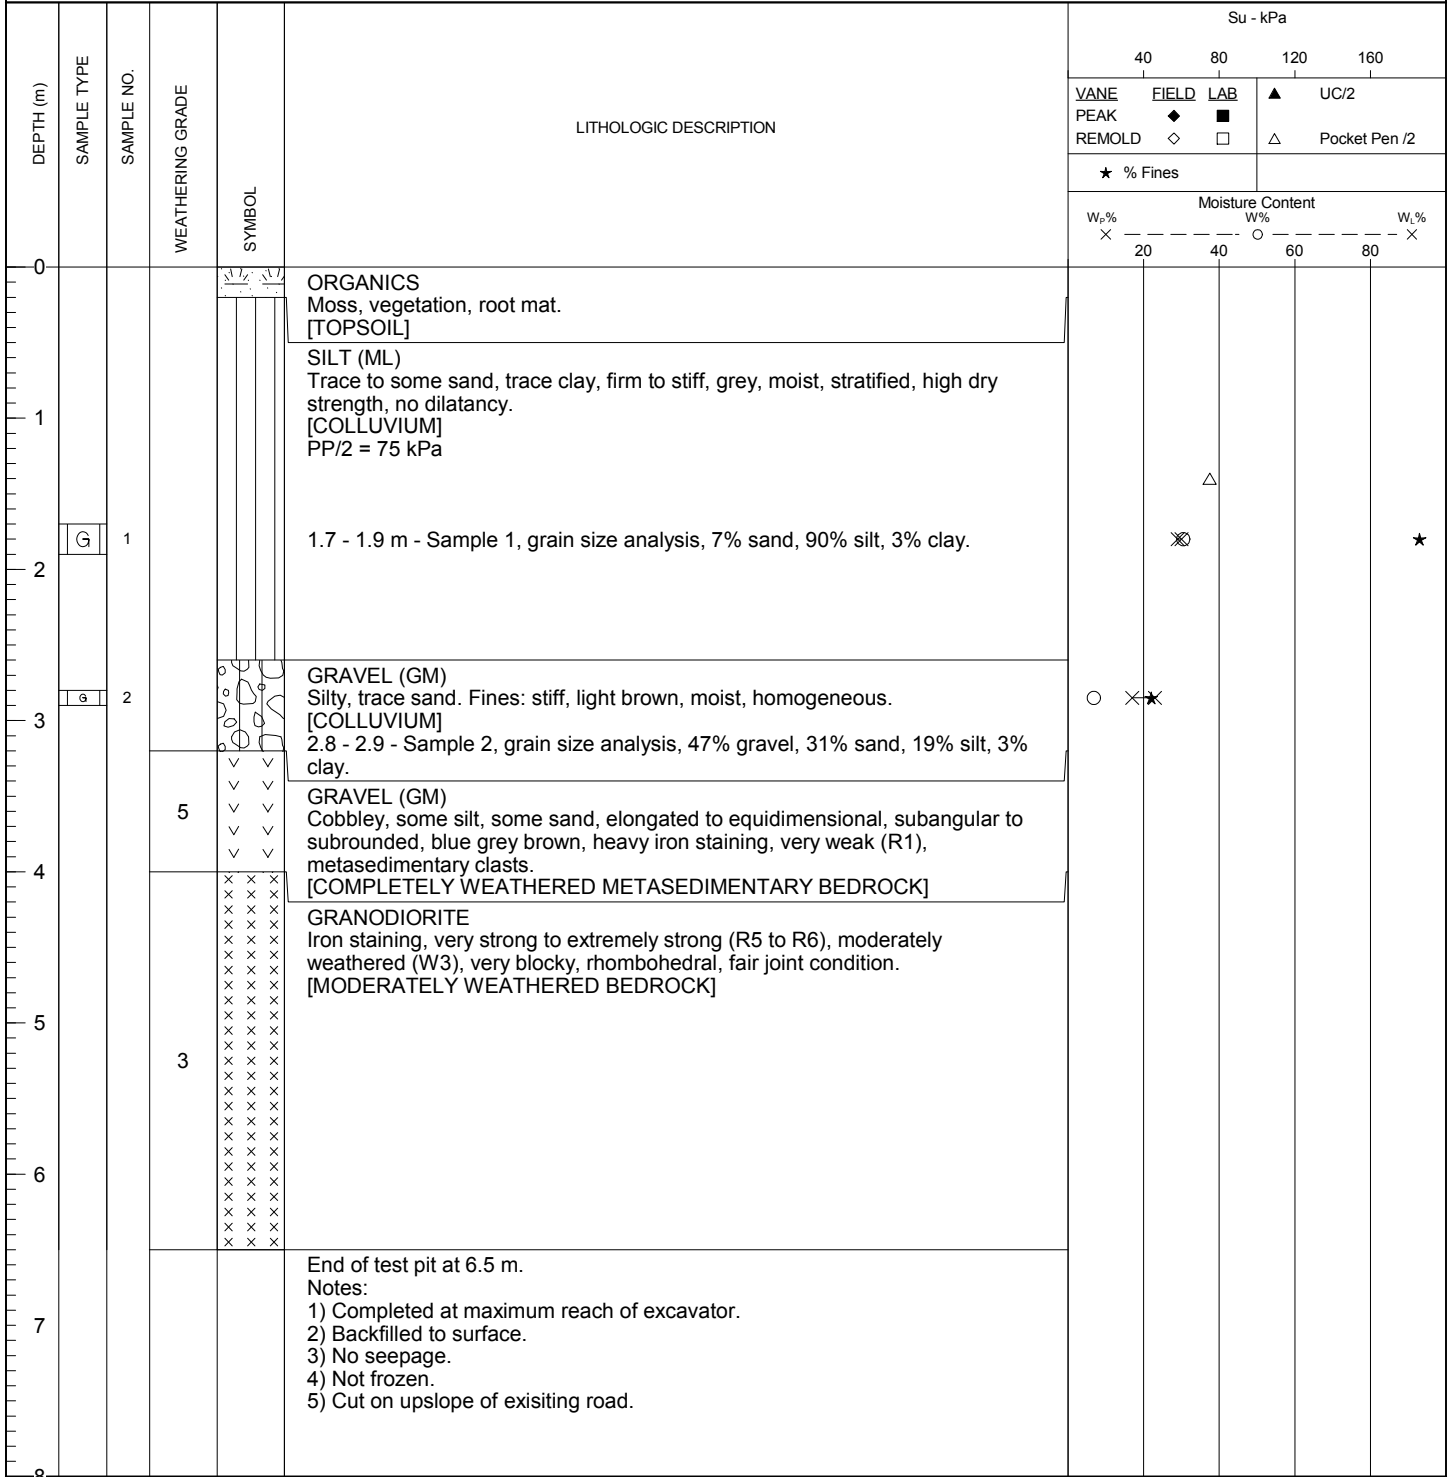 Su - kPa
40 80 120 160
DEPTH (m)
SAMPLE TYPE
SAMPLE NO.
WEATHERING GRADE
SYMBOL
LITHOLOGIC DESCRIPTION
VANE FIELD LAB ▲ UC/2
PEAK ◆ ■
REMOLD ◇ □ △ Pocket Pen /2
★ % Fines
Moisture Content
WP% W% WL%
20 40 60 80
0
ORGANICS
Moss, vegetation, root mat.
[TOPSOIL]
SILT (ML)
Trace to some sand, trace clay, firm to stiff, grey, moist, stratified, high dry
strength, no dilatancy.
1
[COLLUVIUM]
PP/2 = 75 kPa
G 1 1.7 - 1.9 m - Sample 1, grain size analysis, 7% sand, 90% silt, 3% clay.
2
GRAVEL (GM)
G 2 Silty, trace sand. Fines: stiff, light brown, moist, homogeneous.
3
[COLLUVIUM]
2.8 - 2.9 - Sample 2, grain size analysis, 47% gravel, 31% sand, 19% silt, 3%
clay.
GRAVEL (GM)
5
Cobbley, some silt, some sand, elongated to equidimensional, subangular to
subrounded, blue grey brown, heavy iron staining, very weak (R1),
metasedimentary clasts.
4
[COMPLETELY WEATHERED METASEDIMENTARY BEDROCK]
GRANODIORITE
Iron staining, very strong to extremely strong (R5 to R6), moderately
weathered (W3), very blocky, rhombohedral, fair joint condition.
[MODERATELY WEATHERED BEDROCK]
5
3
6
End of test pit at 6.5 m.
Notes:
1) Completed at maximum reach of excavator.
7
2) Backfilled to surface.
3) No seepage.
4) Not frozen.
5) Cut on upslope of exisiting road.
8